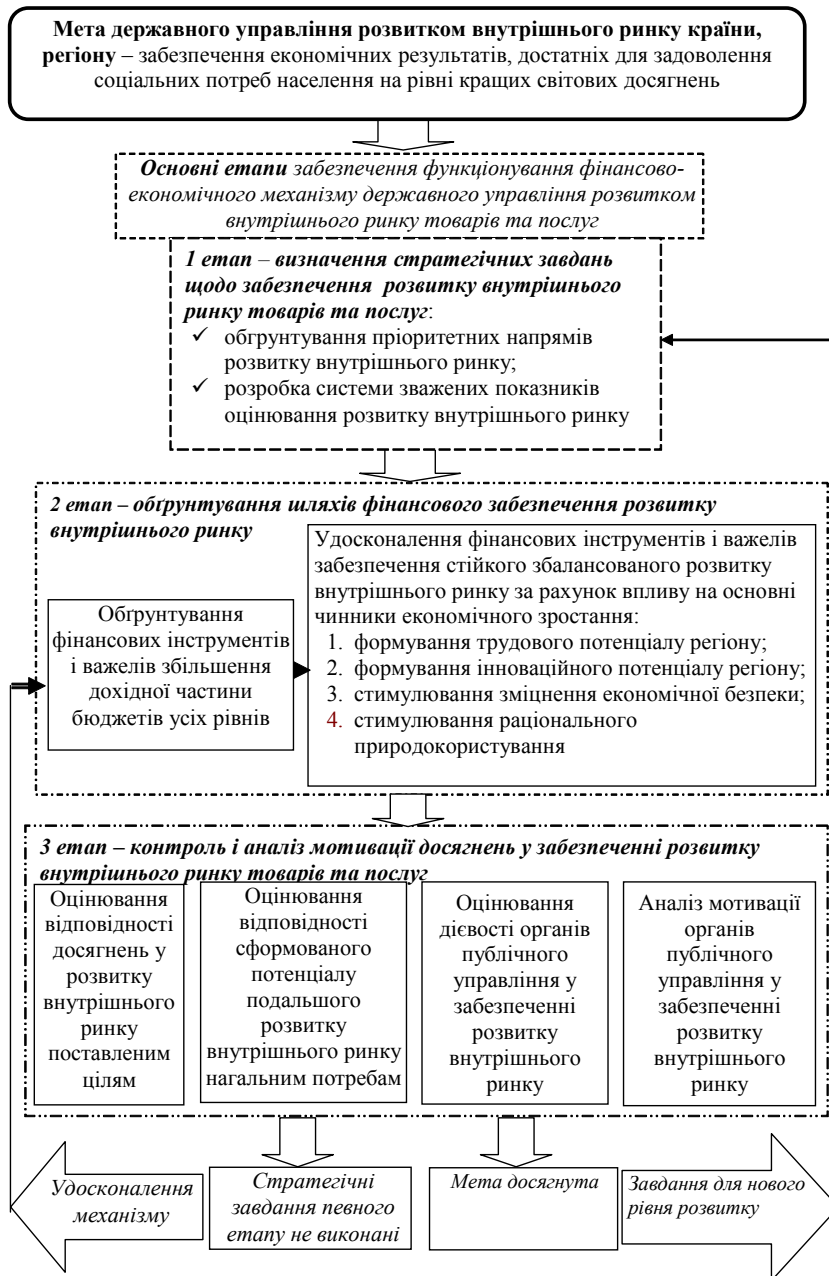 Мета державного управління розвитком внутрішнього ринку країни,
регіону – забезпечення економічних результатів, достатніх для задоволення
соціальних потреб населення на рівні кращих світових досягнень
Основні етапи забезпечення функціонування фінансово-
економічного механізму державного управління розвитком
внутрішнього ринку товарів та послуг
1 етап – визначення стратегічних завдань
щодо забезпечення розвитку внутрішнього
ринку товарів та послуг:
✓ обгрунтування пріоритетних напрямів
розвитку внутрішнього ринку;
✓ розробка системи зважених показників
оцінювання розвитку внутрішнього ринку
2 етап – обґрунтування шляхів фінансового забезпечення розвитку
внутрішнього ринку
Обґрунтування
фінансових інструментів
і важелів збільшення
дохідної частини
бюджетів усіх рівнів
Удосконалення фінансових інструментів і важелів
забезпечення стійкого збалансованого розвитку
внутрішнього ринку за рахунок впливу на основні
чинники економічного зростання:
1. формування трудового потенціалу регіону;
2. формування інноваційного потенціалу регіону;
3. стимулювання зміцнення економічної безпеки;
4. стимулювання раціонального
природокористування
3 етап – контроль і аналіз мотивації досягнень у забезпеченні розвитку
внутрішнього ринку товарів та послуг
Оцінювання
відповідності
досягнень у
розвитку
внутрішнього
ринку
поставленим
цілям
Оцінювання
відповідності
сформованого
потенціалу
подальшого
розвитку
внутрішнього ринку
нагальним потребам
Оцінювання
дієвості органів
публічного
управління у
забезпеченні
розвитку
внутрішнього
ринку
Аналіз мотивації
органів
публічного
управління у
забезпеченні
розвитку
внутрішнього
ринку
Удосконалення
механізму
Стратегічні
завдання певного
етапу не виконані
Мета досягнута
Завдання для нового
рівня розвитку